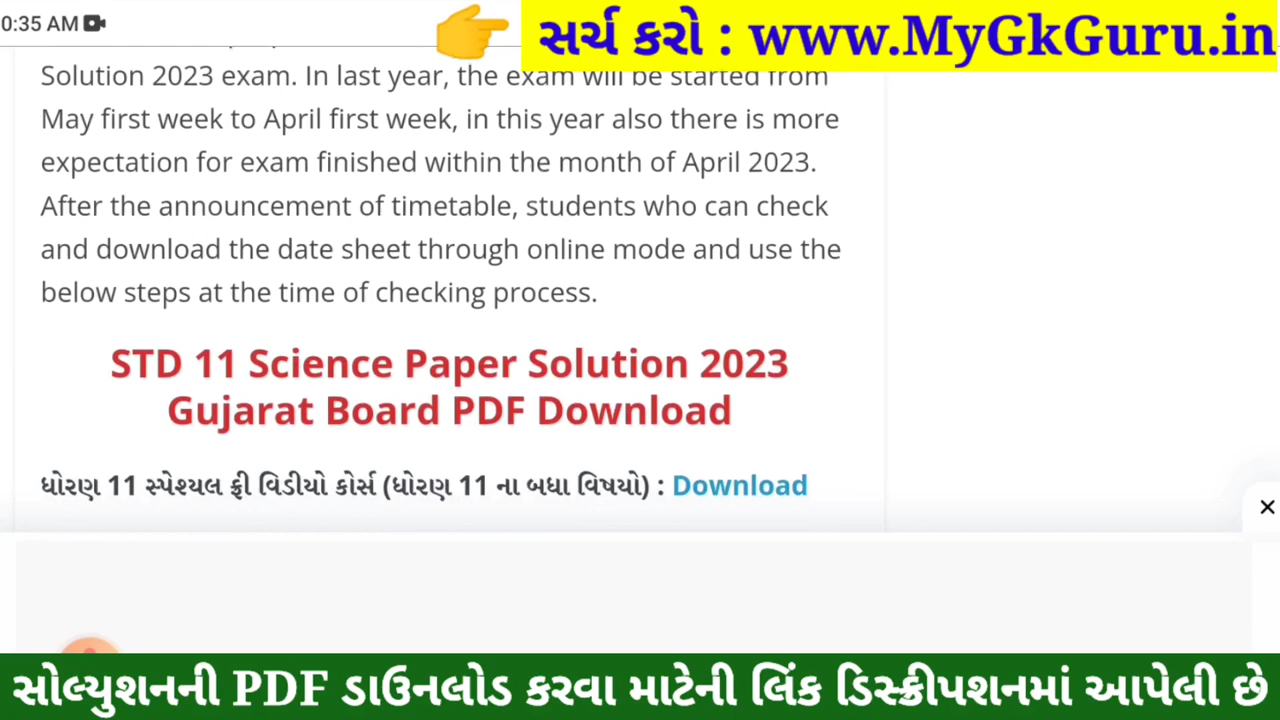 0:35 AM
સર્ચ કરો : www.MyGkGuru.in
Solution 2023 exam. In last year, the exam will be started from
May first week to April first week, in this year also there is more
expectation for exam finished within the month of April 2023.
After the announcement of timetable, students who can check
and download the date sheet through online mode and use the
below steps at the time of checking process.
STD 11 Science Paper Solution 2023
Gujarat Board PDF Download
ધોરણ 11 સ્પેશ્યલ ફ્રી વિડીયો કોર્સ (ધોરણ 11 ના બધા વિષયો) : Download
સોલ્યુશનની PDF ડાઉનલોડ કરવા માટેની લિંક ડિસ્ક્રીપશનમાં આપેલી છે